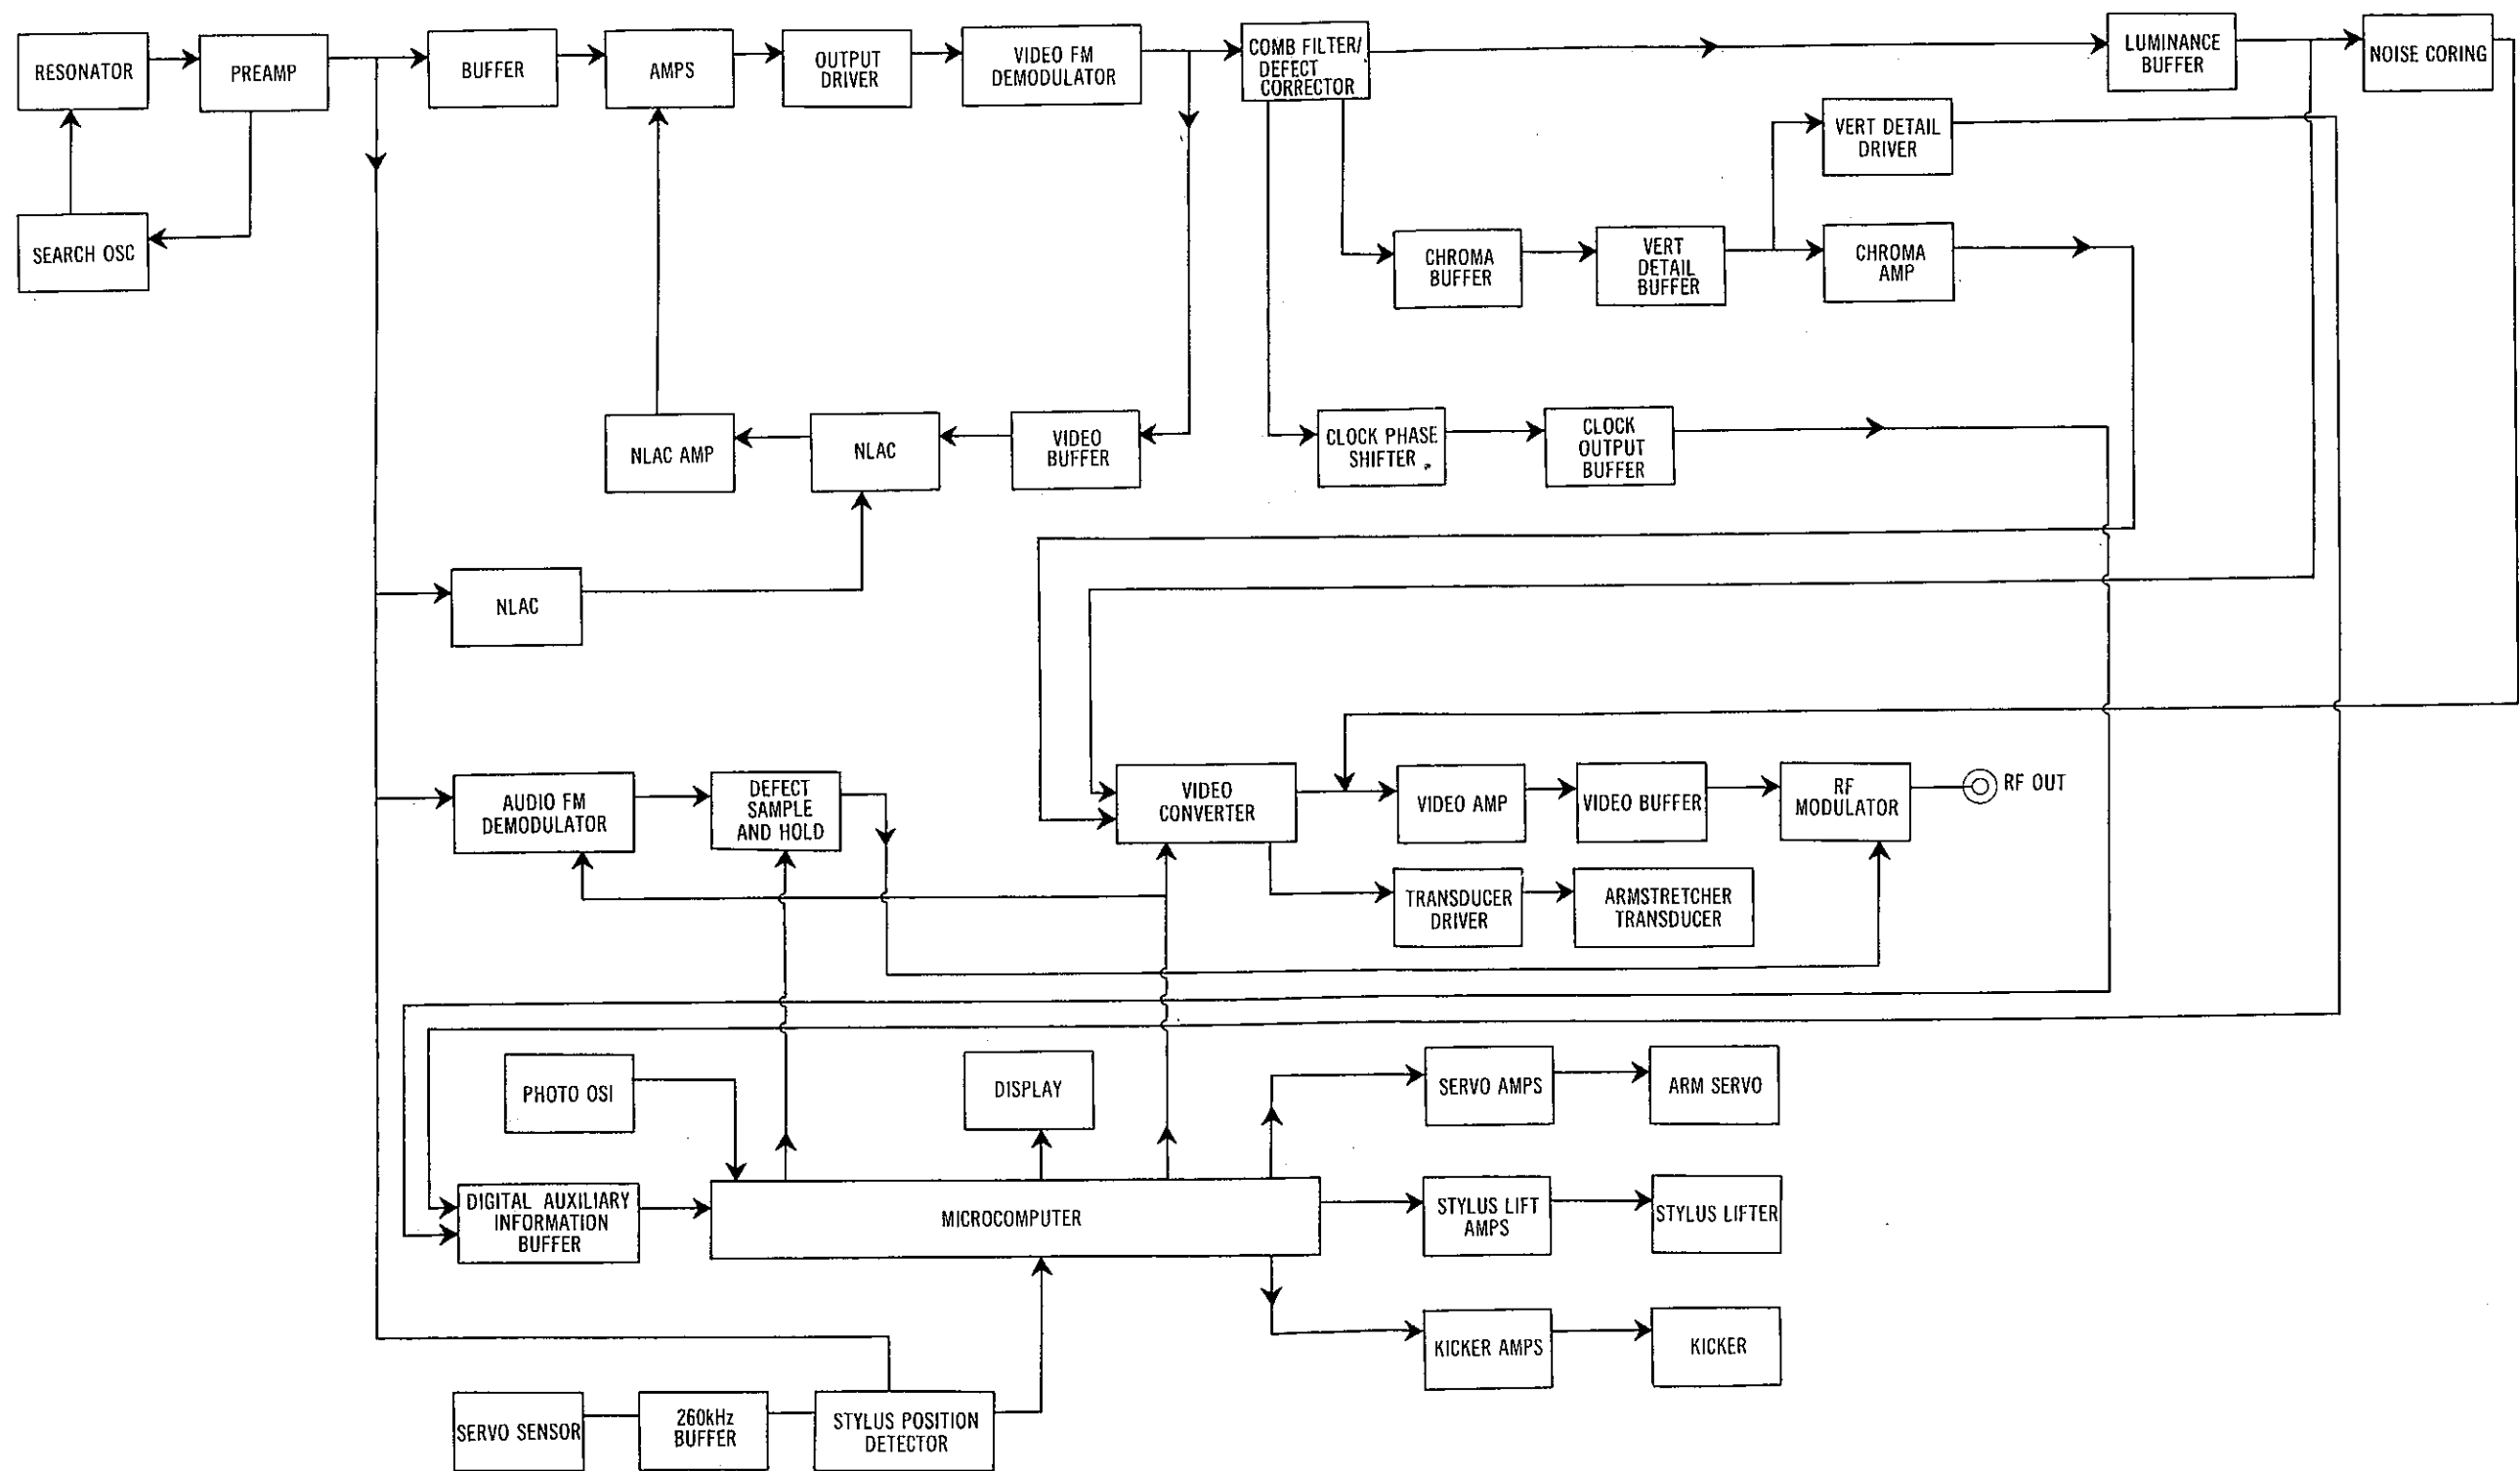 RESONATOR
PREAMP
BUFFER
AMPS
OUTPUT
DRIVER
VIDEO FM
DEMODULATOR
COMB FILTER/
DEFECT
CORRECTOR
LUMINANCE
BUFFER
NOISE CORING
VERT DETAIL
DRIVER
SEARCH OSC
CHROMA
BUFFER
VERT
DETAIL
BUFFER
CHROMA
AMP
NLAC AMP
NLAC
VIDEO
BUFFER
CLOCK PHASE
SHIFTER
CLOCK
OUTPUT
BUFFER
NLAC
AUDIO FM
DEMODULATOR
DEFECT
SAMPLE
AND HOLD
VIDEO
CONVERTER
VIDEO AMP
VIDEO BUFFER
RF
MODULATOR
RF OUT
TRANSDUCER
DRIVER
ARMSTRETCHER
TRANSDUCER
PHOTO OSI
DISPLAY
SERVO AMPS
ARM SERVO
DIGITAL AUXILIARY
INFORMATION
BUFFER
MICROCOMPUTER
STYLUS LIFT
AMPS
STYLUS LIFTER
KICKER AMPS
KICKER
SERVO SENSOR
260kHz
BUFFER
STYLUS POSITION
DETECTOR